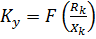 K_y = F(R_k/X_k)